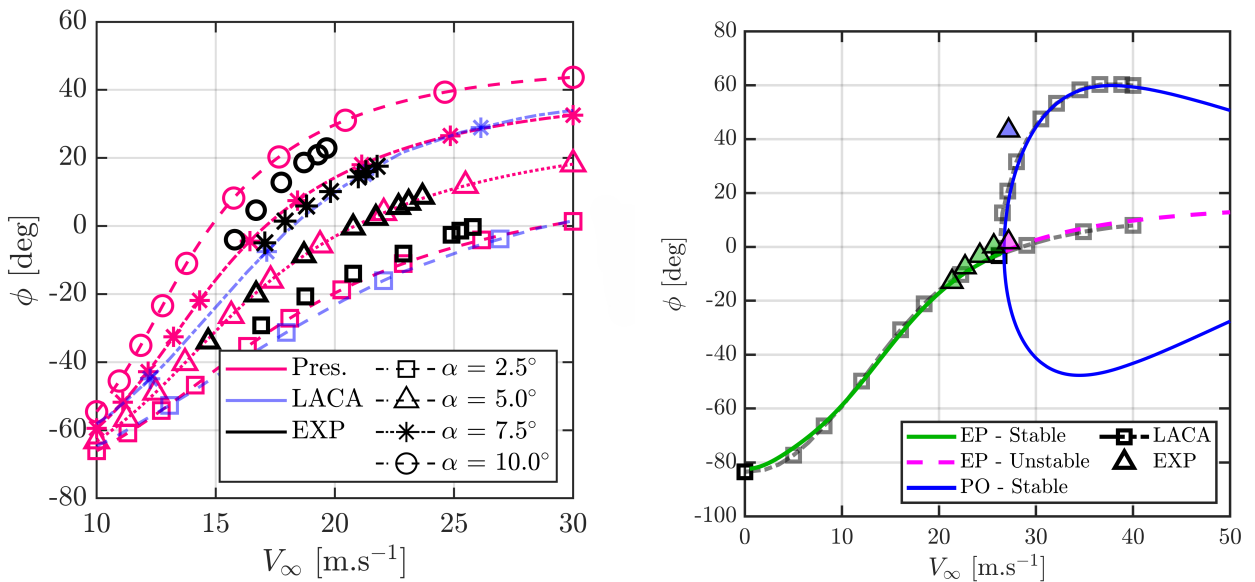 60
40
20
0
-20
-40
-60
-80
ϕ [deg]
10
15
20
25
30
V∞ [m.s⁻¹]
Pres.
LACA
EXP
α = 2.5°
α = 5.0°
α = 7.5°
α = 10.0°
80
60
40
20
0
-20
-40
-60
-80
-100
ϕ [deg]
0
10
20
30
40
50
V∞ [m.s⁻¹]
EP - Stable
EP - Unstable
PO - Stable
LACA
EXP